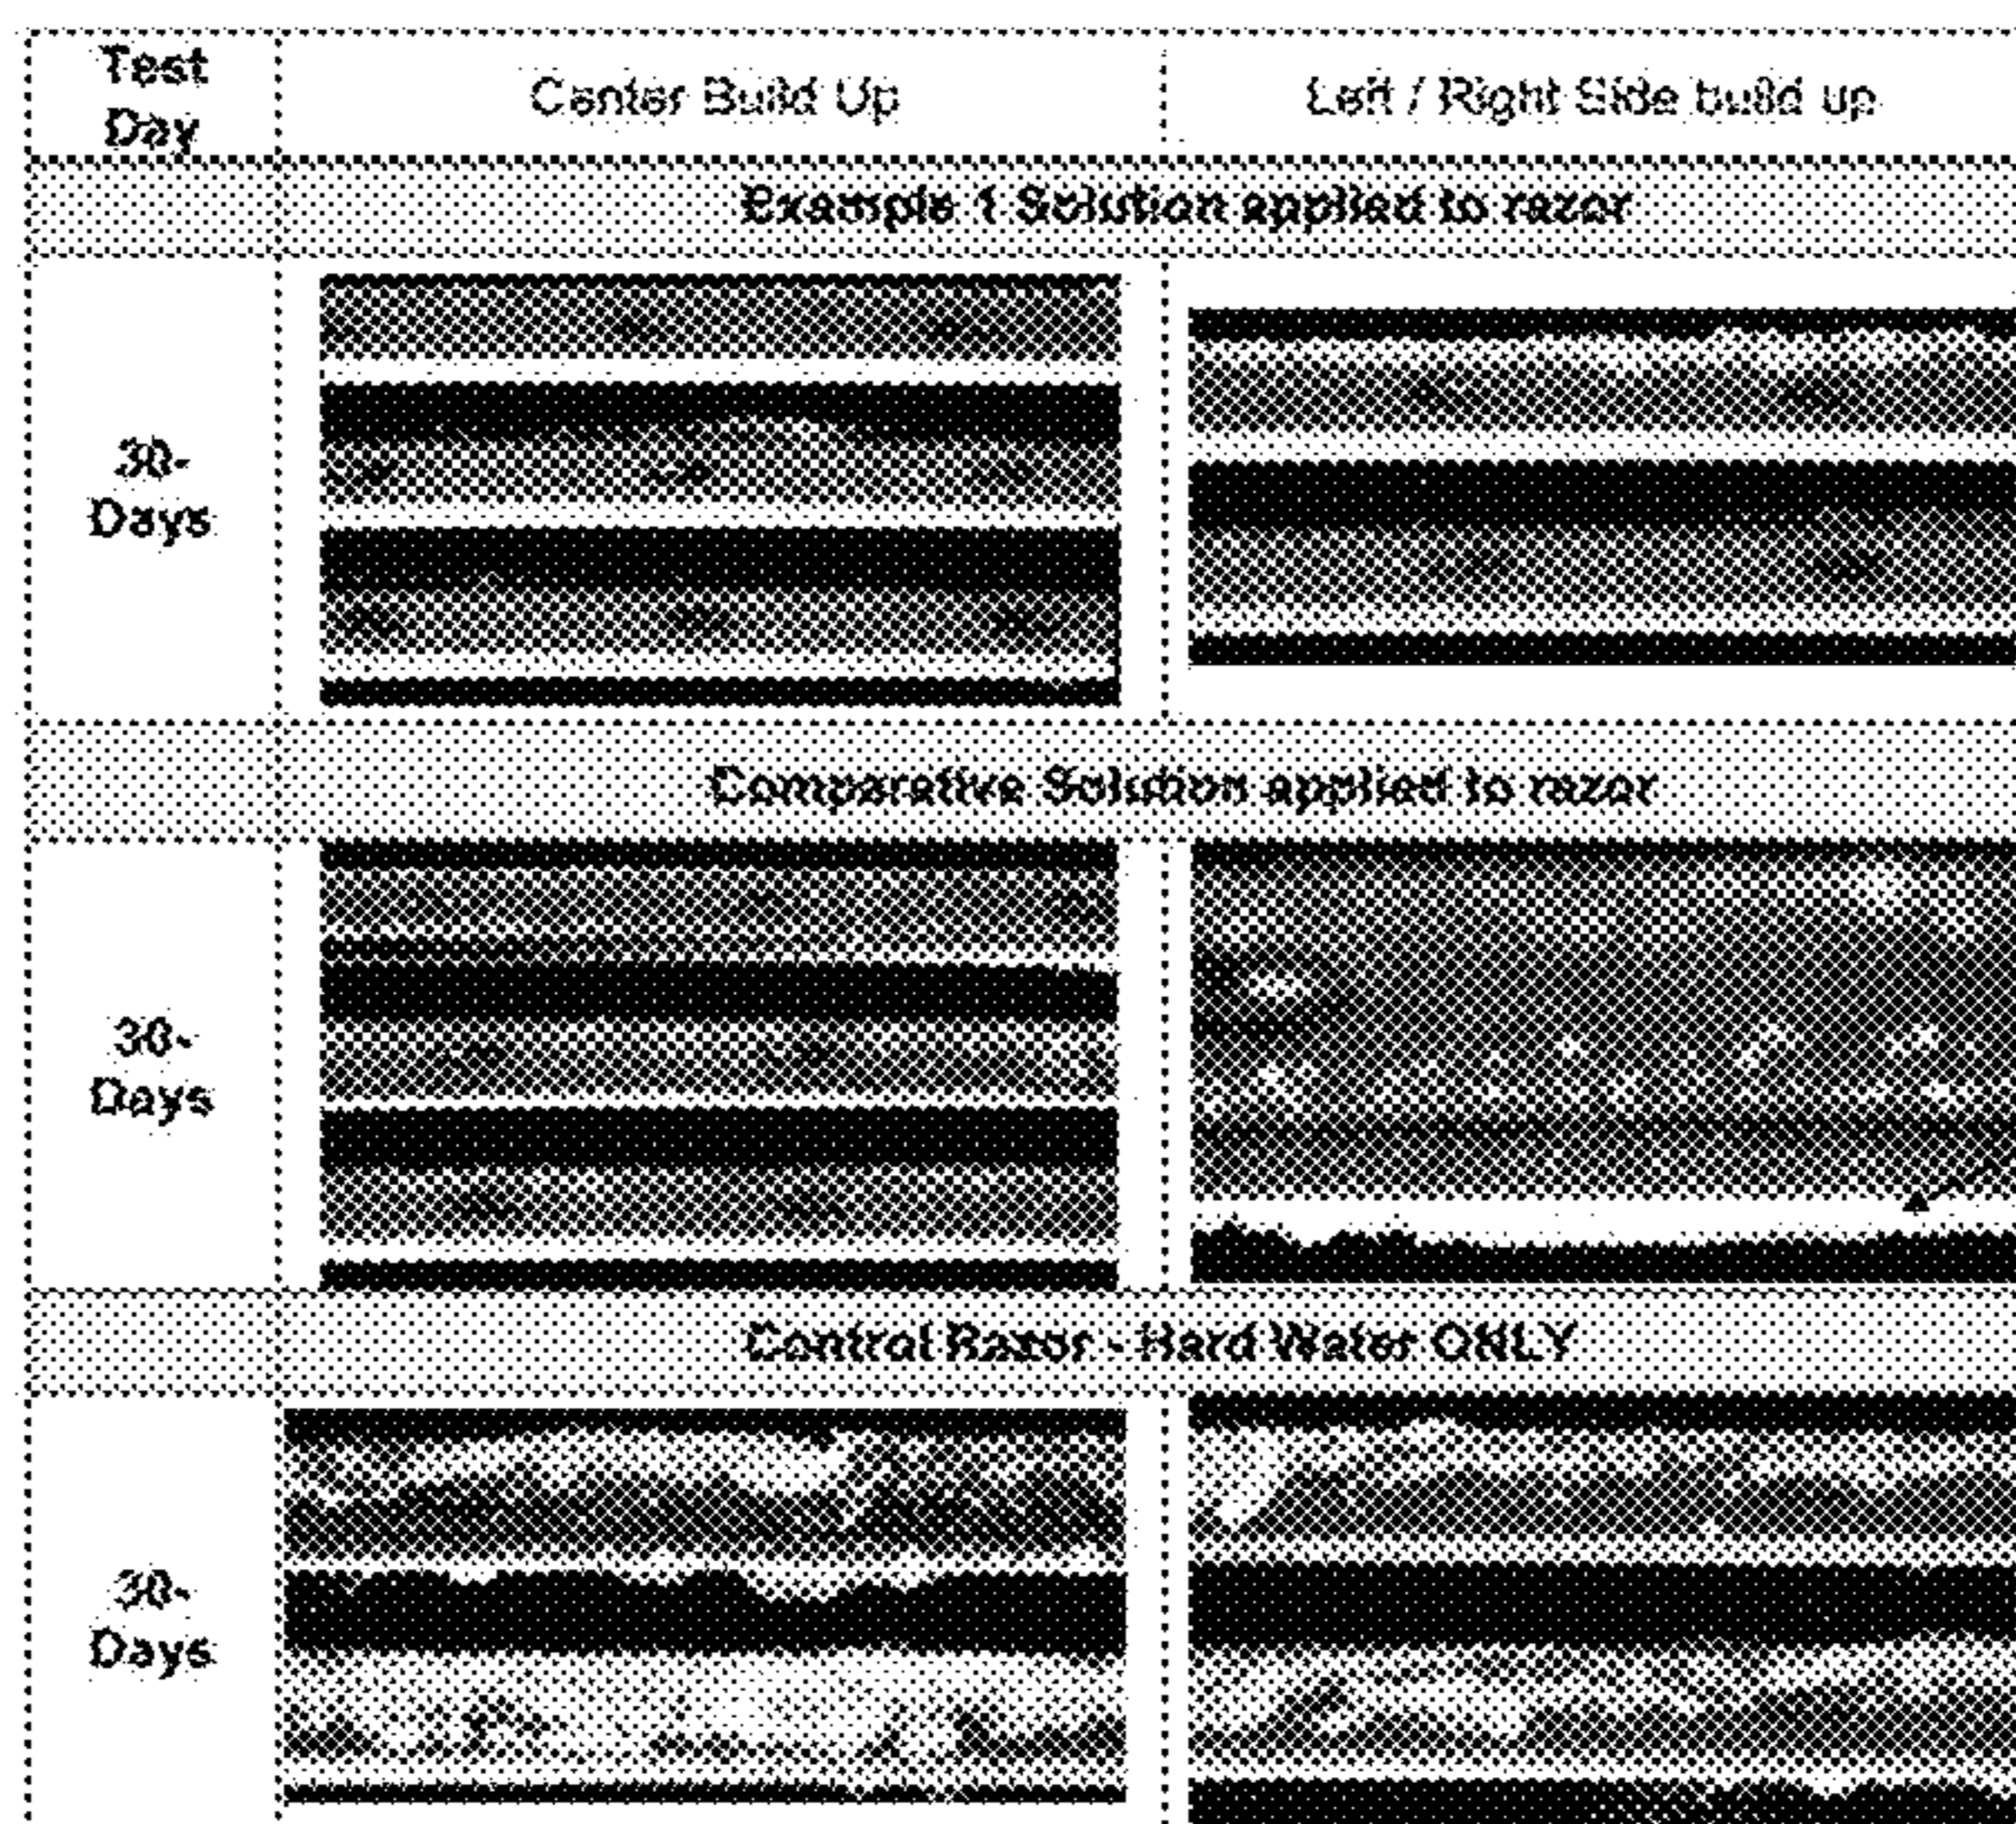 Test
Day
Center Build Up
Left / Right Side build up
Example 1 Solution applied to razor
30-
Days
Comparative Solution applied to razor
30-
Days
Control Razor - Hard Water ONLY
30-
Days